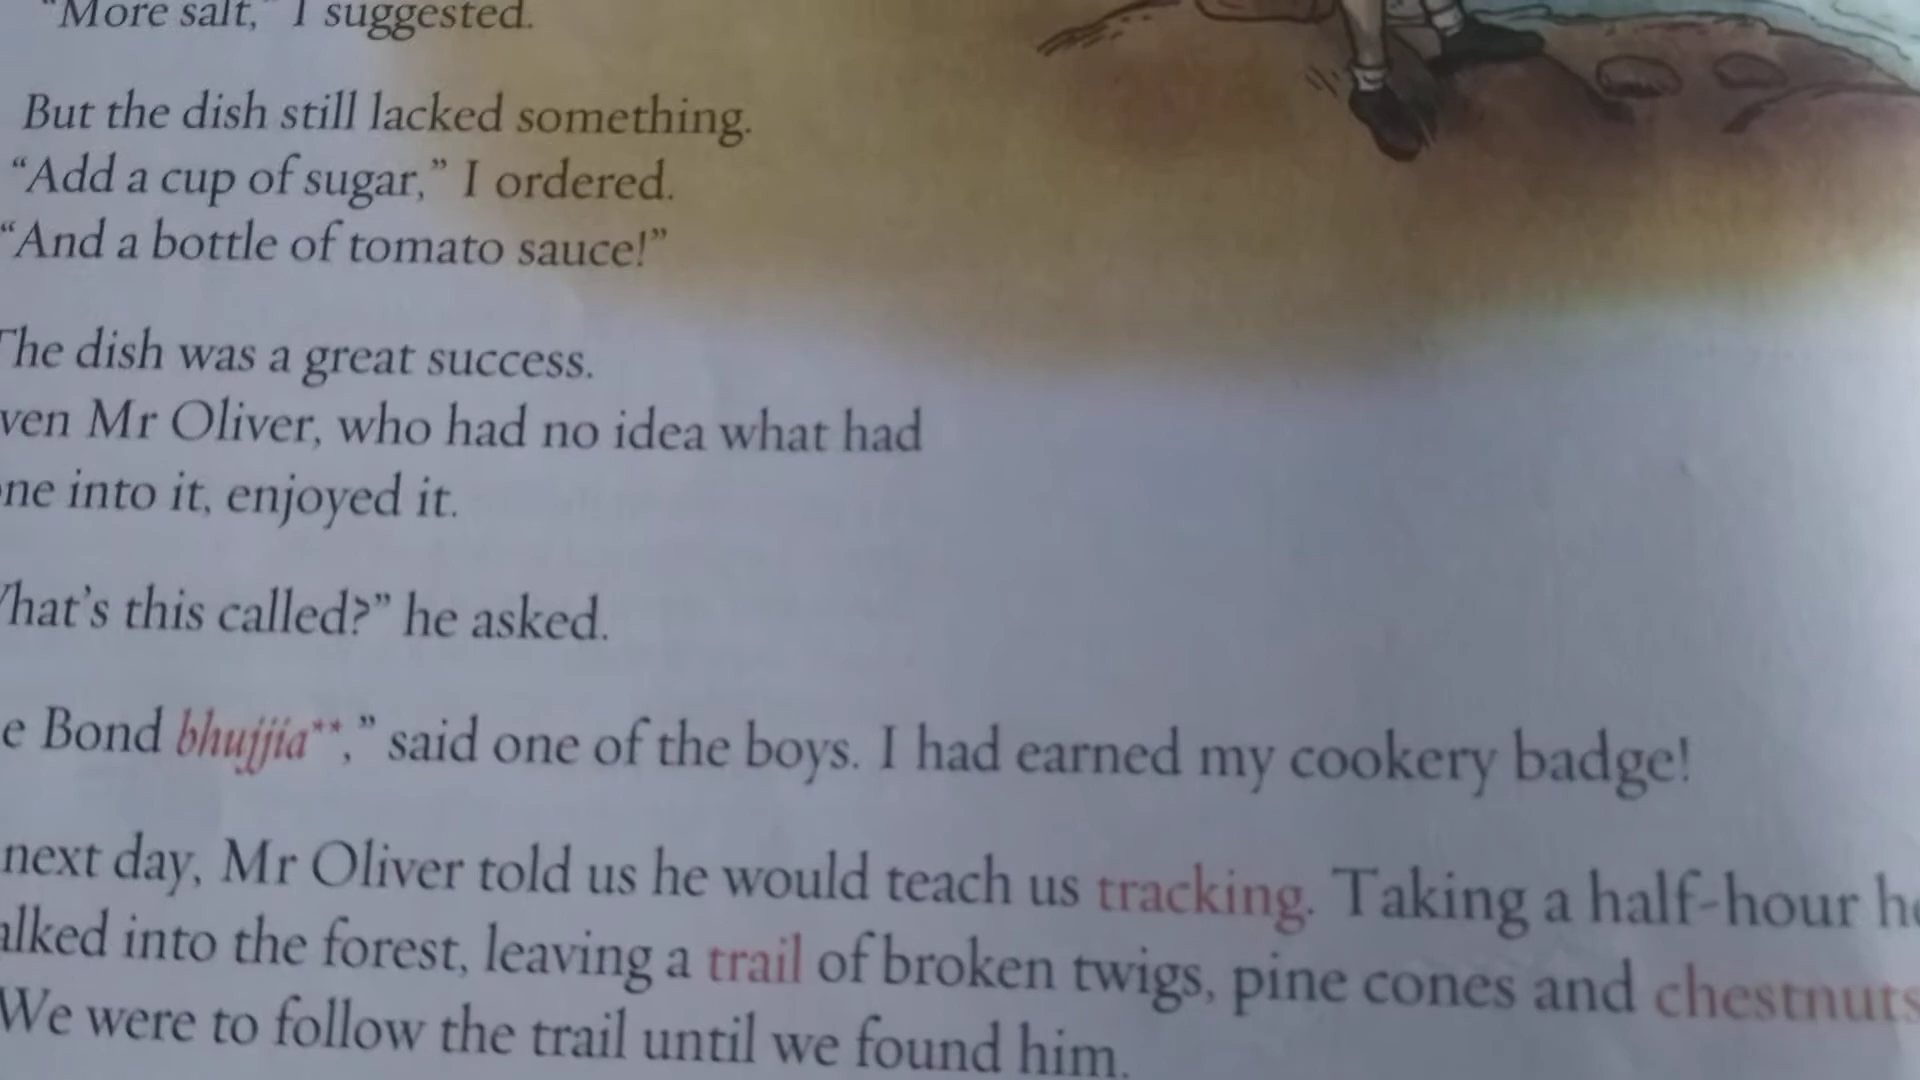 "More salt," I suggested.
But the dish still lacked something.
"Add a cup of sugar," I ordered.
"And a bottle of tomato sauce!"
The dish was a great success.
ven Mr Oliver, who had no idea what had
ne into it, enjoyed it.
hat's this called?" he asked.
e Bond bhujjia**," said one of the boys. I had earned my cookery badge!
next day, Mr Oliver told us he would teach us tracking. Taking a half-hour he
alked into the forest, leaving a trail of broken twigs, pine cones and chestnuts
We were to follow the trail until we found him.